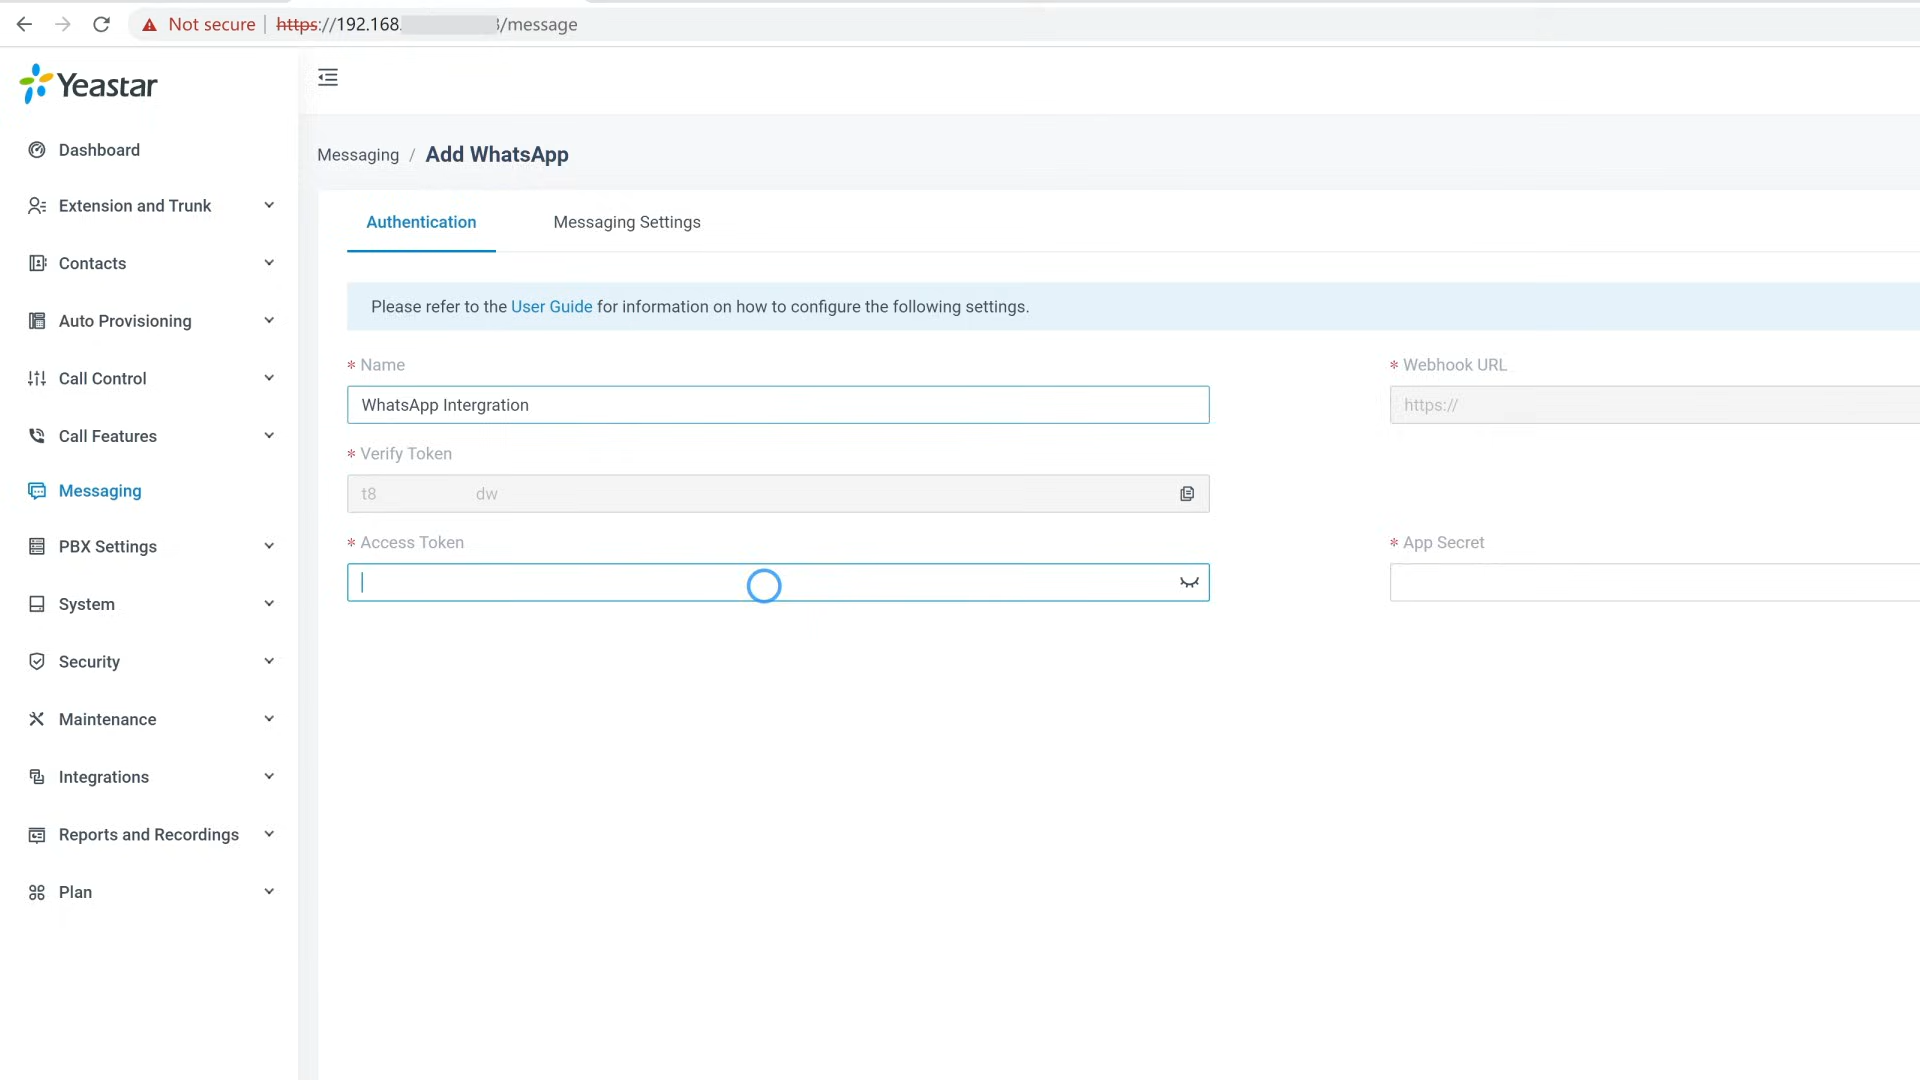 Not secure | https://192.168. 3/message
Yeastar
Dashboard
Extension and Trunk
Contacts
Auto Provisioning
Call Control
Call Features
Messaging
PBX Settings
System
Security
Maintenance
Integrations
Reports and Recordings
Plan
Messaging / Add WhatsApp
Authentication
Messaging Settings
Please refer to the User Guide for information on how to configure the following settings.
* Name
WhatsApp Intergration
* Webhook URL
https://
* Verify Token
t8 dw
* Access Token
* App Secret